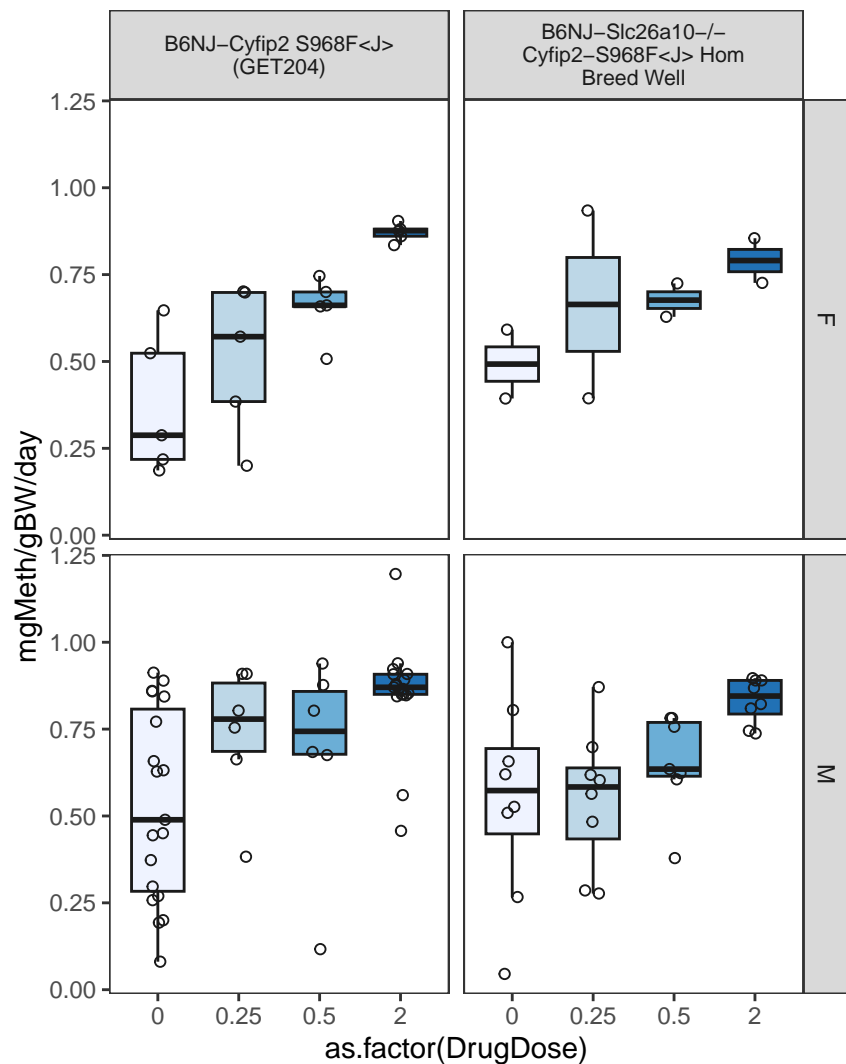 B6NJ−Cyfip2 S968F<J>
(GET204)
B6NJ−Slc26a10−/−
Cyfip2−S968F<J> Hom
Breed Well
1.25
1.00
0.75
0.50
0.25
0.00
F
1.25
1.00
0.75
0.50
0.25
0.00
M
mgMeth/gBW/day
0 0.25 0.5 2
0 0.25 0.5 2
as.factor(DrugDose)